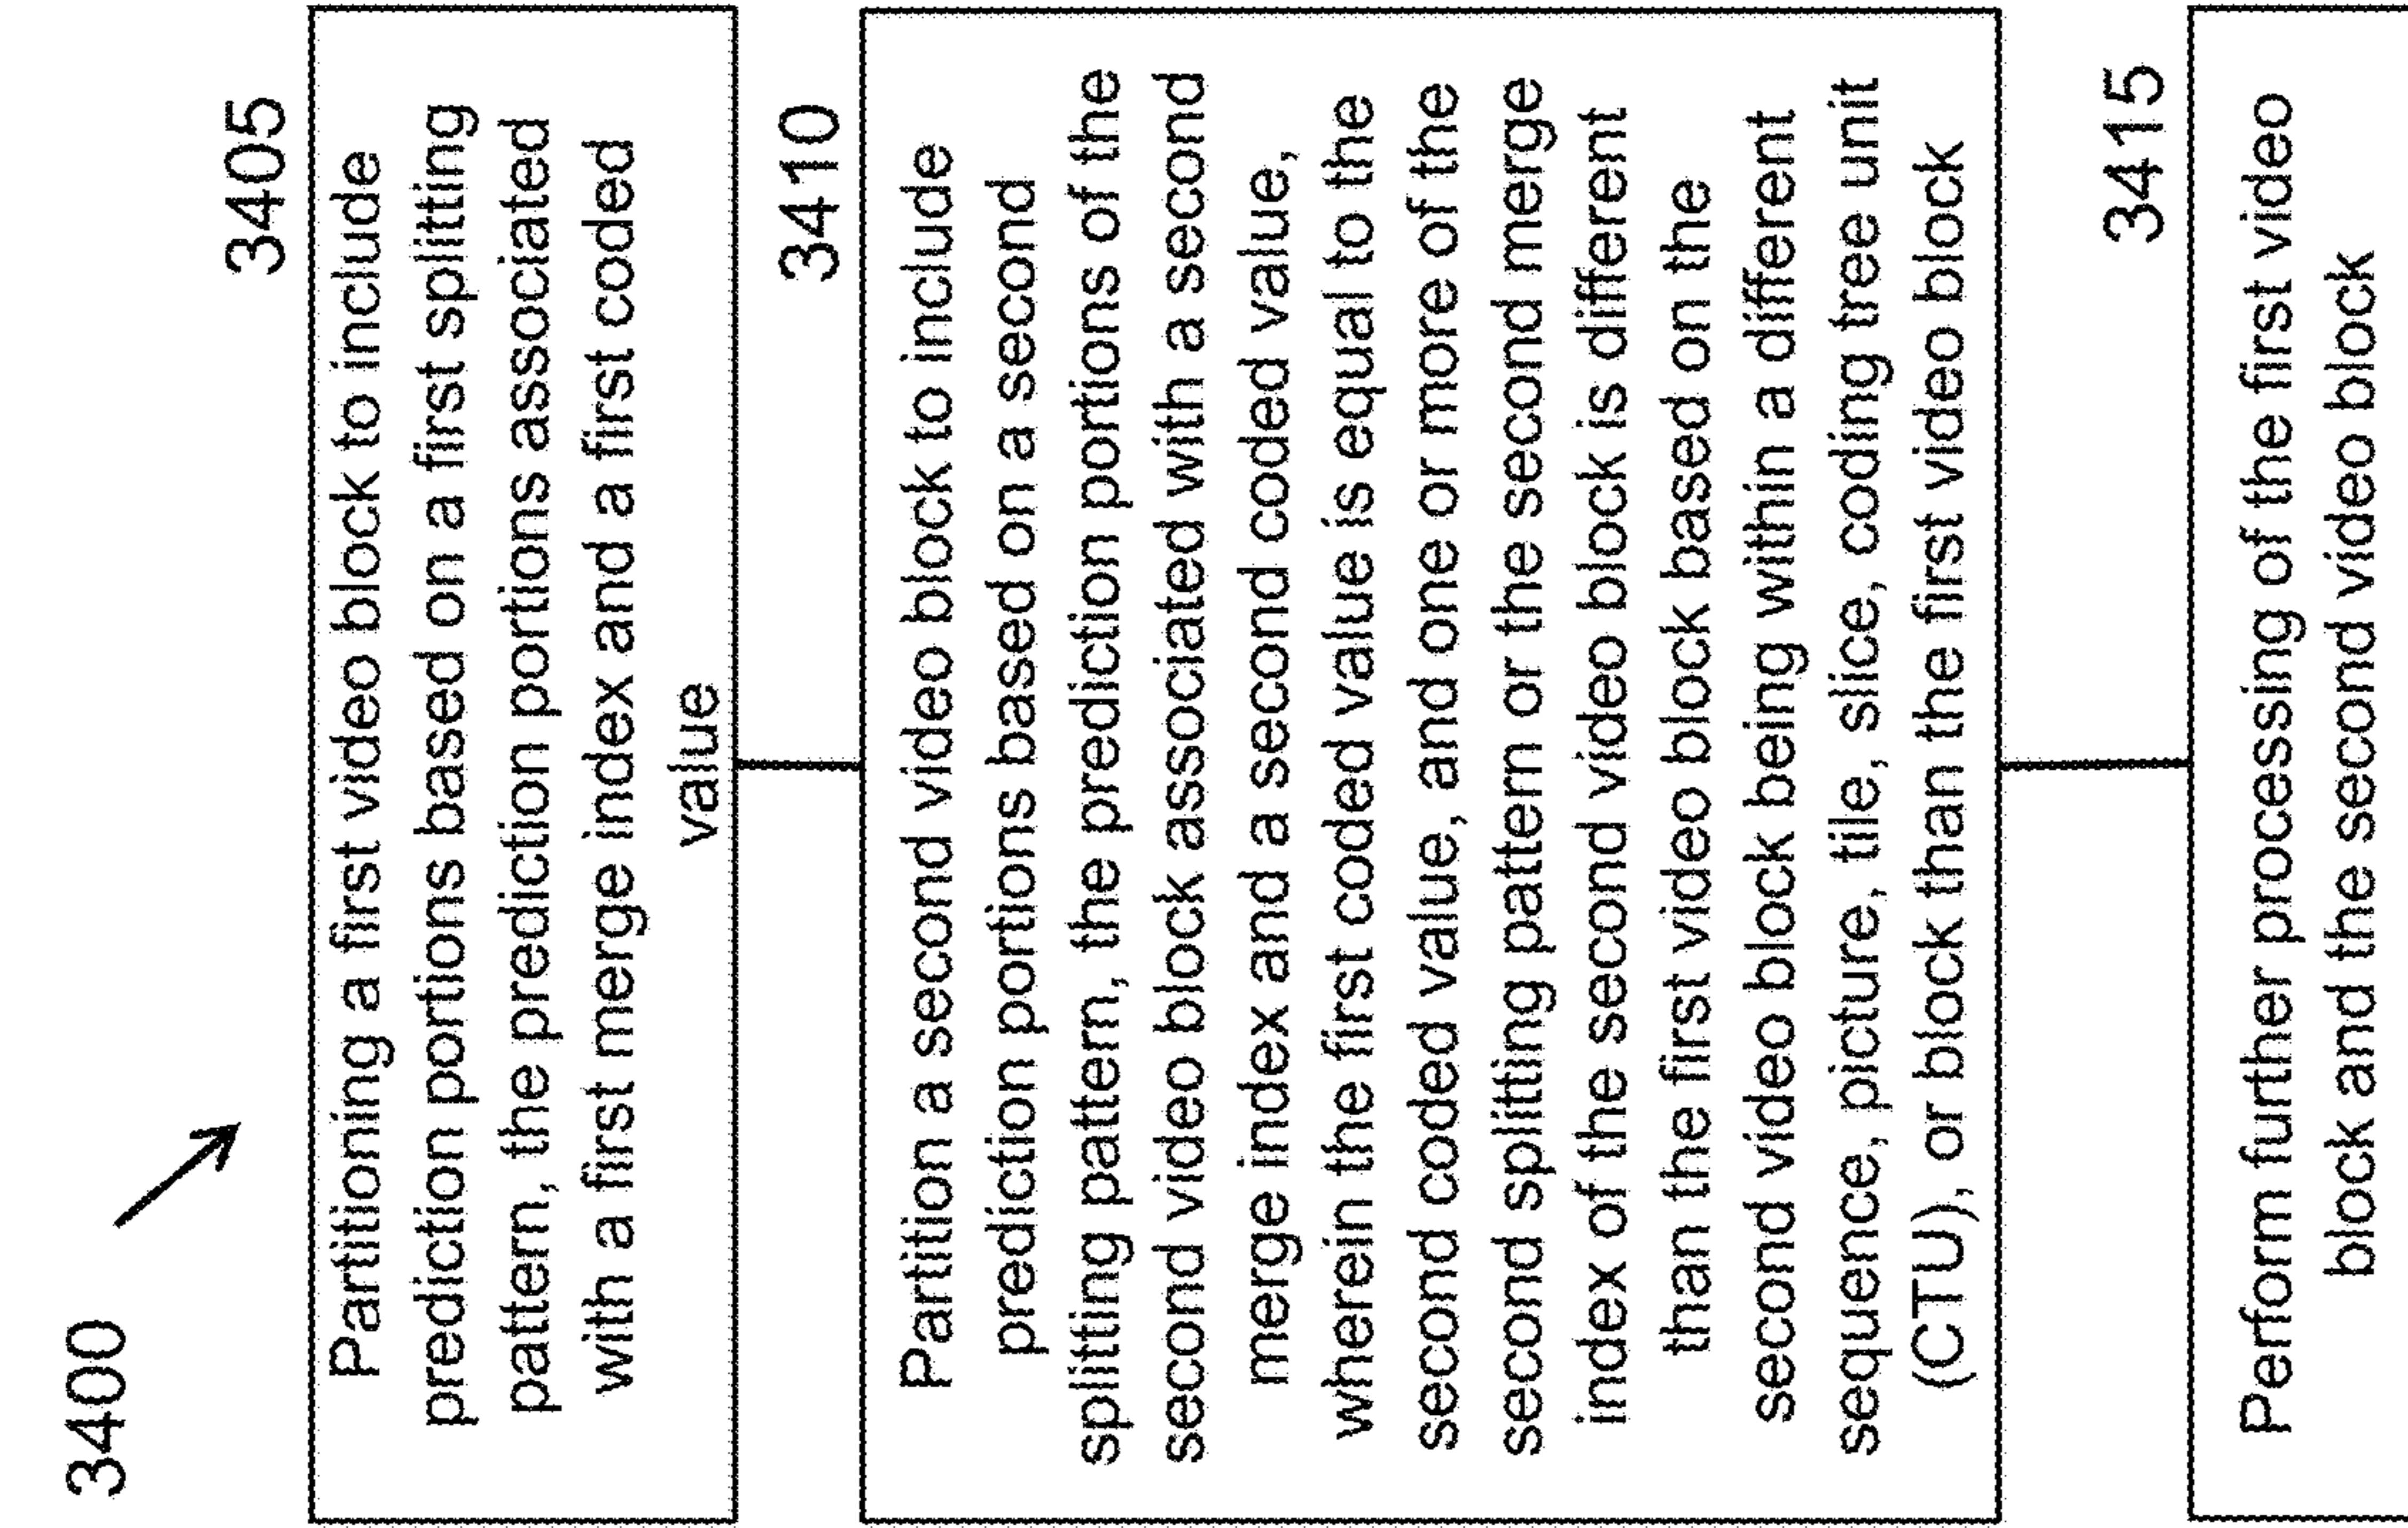 3400
3405
Partitioning a first video block to include
prediction portions based on a first splitting
pattern, the prediction portions associated
with a first merge index and a first coded
value
3410
Partition a second video block to include
prediction portions based on a second
splitting pattern, the prediction portions of the
second video block associated with a second
merge index and a second coded value,
wherein the first coded value is equal to the
second coded value, and one or more of the
second splitting pattern or the second merge
index of the second video block is different
than the first video block based on the
second video block being within a different
sequence, picture, tile, slice, coding tree unit
(CTU), or block than the first video block
3415
Perform further processing of the first video
block and the second video block